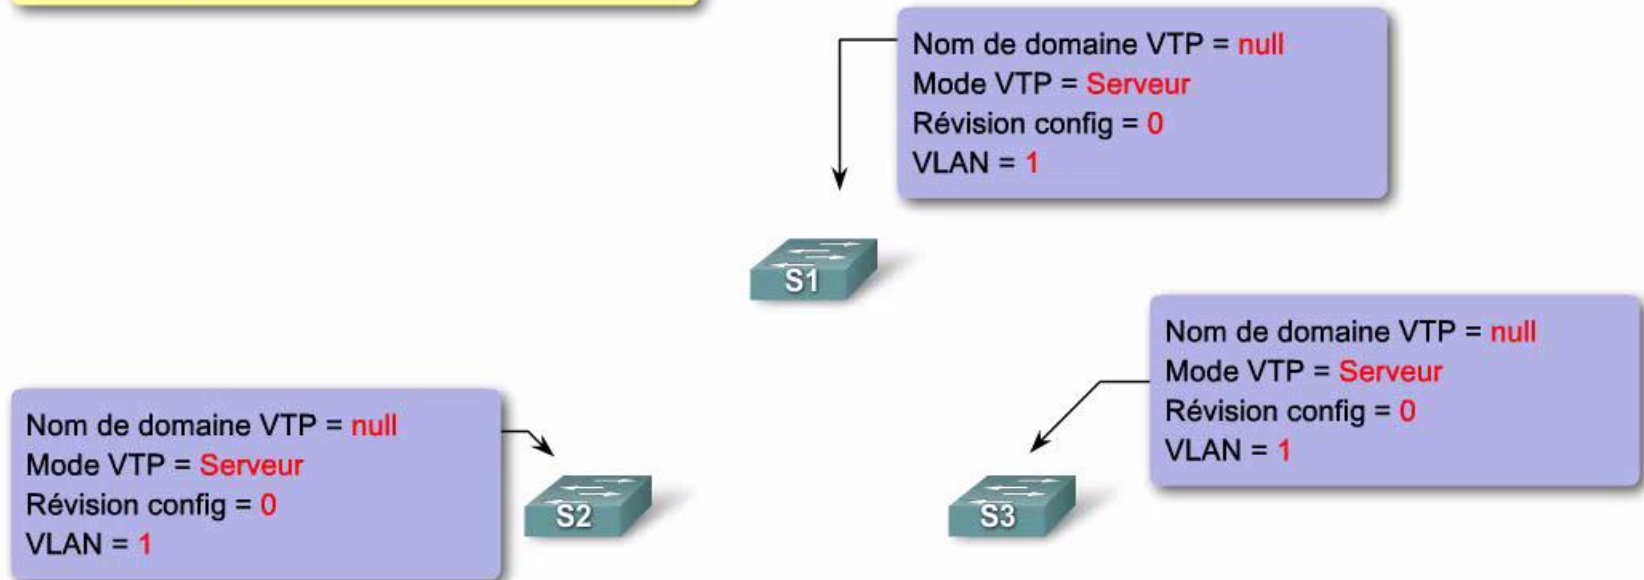 Nom de domaine VTP = null
Mode VTP = Serveur
Révision config = 0
VLAN = 1
S1
Nom de domaine VTP = null
Mode VTP = Serveur
Révision config = 0
VLAN = 1
Nom de domaine VTP = null
Mode VTP = Serveur
Révision config = 0
VLAN = 1
S2
S3